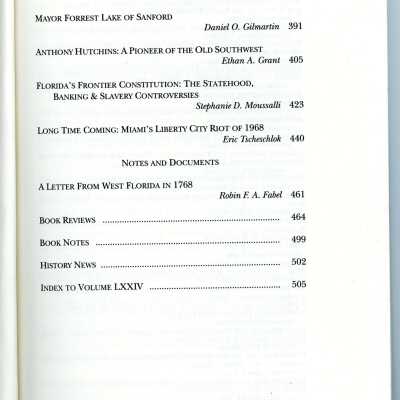 MAYOR FORREST LAKE OF SANFORD
Daniel O. Gilmartin 391
ANTHONY HUTCHINS: A PIONEER OF THE OLD SOUTHWEST
Ethan A. Grant 405
FLORIDA'S FRONTIER CONSTITUTION: THE STATEHOOD,
BANKING & SLAVERY CONTROVERSIES
Stephanie D. Moussalli 423
LONG TIME COMING: MIAMI'S LIBERTY CITY RIOT OF 1968
Eric Tscheschlok 440
NOTES AND DOCUMENTS
A LETTER FROM WEST FLORIDA IN 1768
Robin F. A. Fabel 461
BOOK REVIEWS ........................................................ 464
BOOK NOTES ........................................................ 499
HISTORY NEWS ........................................................ 502
INDEX TO VOLUME LXXIV ........................................ 505